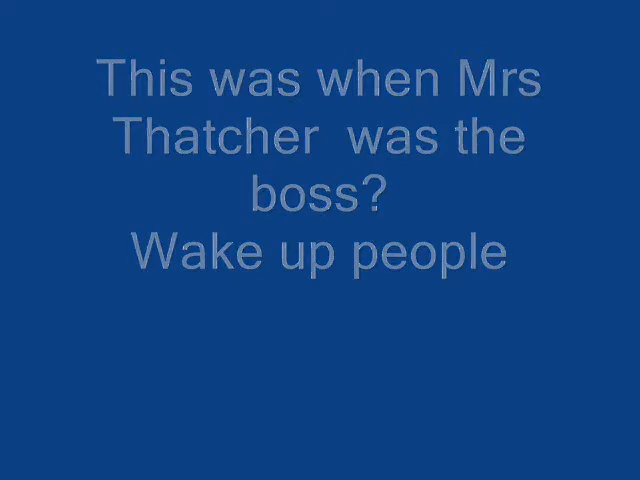 This was when Mrs
Thatcher  was the
boss?
Wake up people